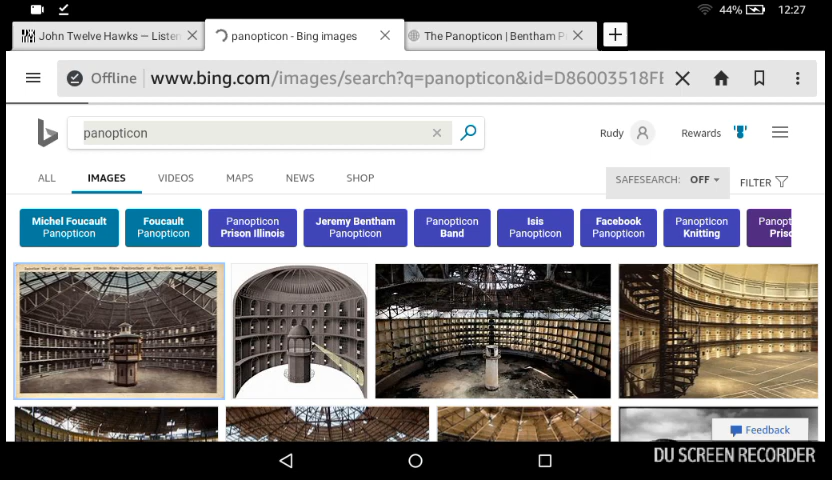 44% 12:27
John Twelve Hawks — Listen
panopticon - Bing images
The Panopticon | Bentham P
Offline
www.bing.com/images/search?q=panopticon&id=D86003518FE
panopticon
Rudy
Rewards
ALL IMAGES VIDEOS MAPS NEWS SHOP
SAFESEARCH: OFF
FILTER
Michel Foucault
Panopticon
Foucault
Panopticon
Panopticon
Prison Illinois
Jeremy Bentham
Panopticon
Panopticon
Band
Isis
Panopticon
Facebook
Panopticon
Panopticon
Knitting
Panopt
Priso
Feedback
DU SCREEN RECORDER